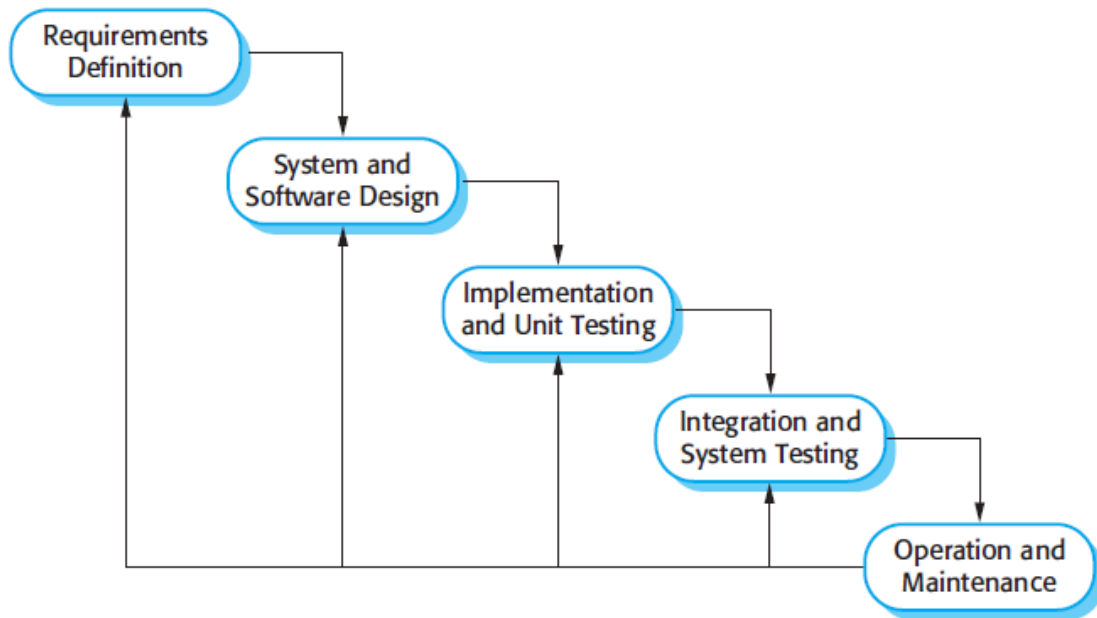 Requirements
Definition
System and
Software Design
Implementation
and Unit Testing
Integration and
System Testing
Operation and
Maintenance